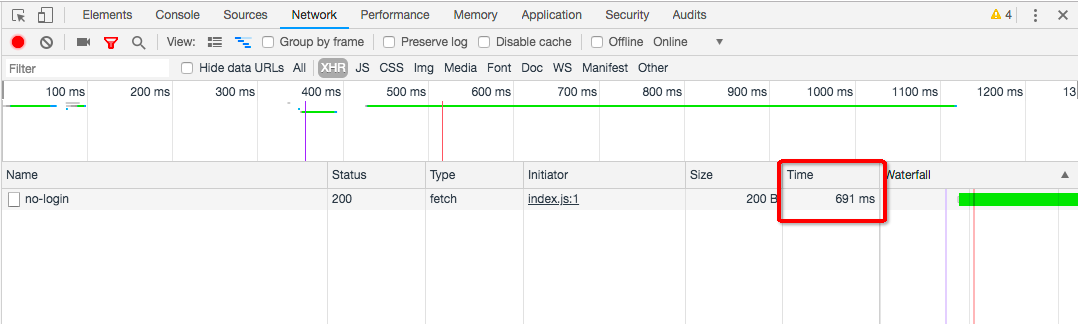 Elements Console Sources Network Performance Memory Application Security Audits 4
View: Group by frame Preserve log Disable cache Offline Online
Filter Hide data URLs All XHR JS CSS Img Media Font Doc WS Manifest Other
100 ms 200 ms 300 ms 400 ms 500 ms 600 ms 700 ms 800 ms 900 ms 1000 ms 1100 ms 1200 ms 13
Name Status Type Initiator Size Time Waterfall
no-login 200 fetch index.js:1 200 B 691 ms